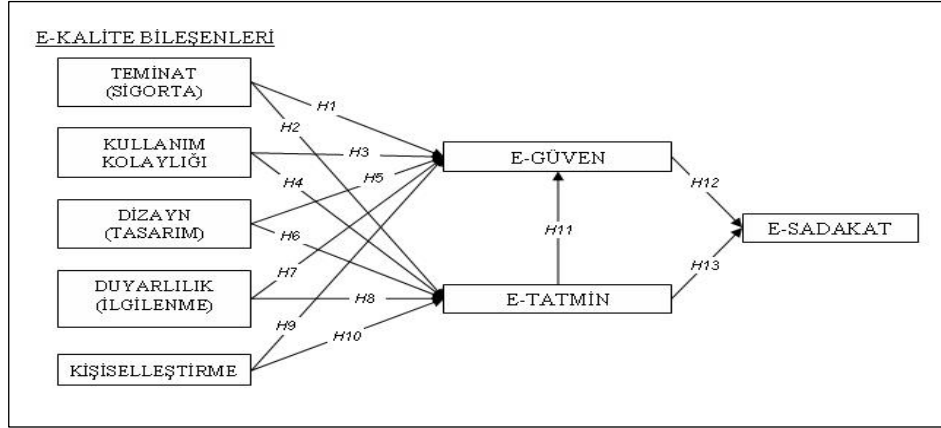 E-KALİTE BİLEŞENLERİ
TEMİNAT
(SİGORTA)
KULLANIM
KOLAYLIĞI
DİZAYN
(TASARIM)
DUYARLILIK
(İLGİLENME)
KİŞİSELLEŞTİRME
H1
H2
H3
H4
H5
H6
H7
H8
H9
H10
E-GÜVEN
H11
E-TATMİN
H12
H13
E-SADAKAT